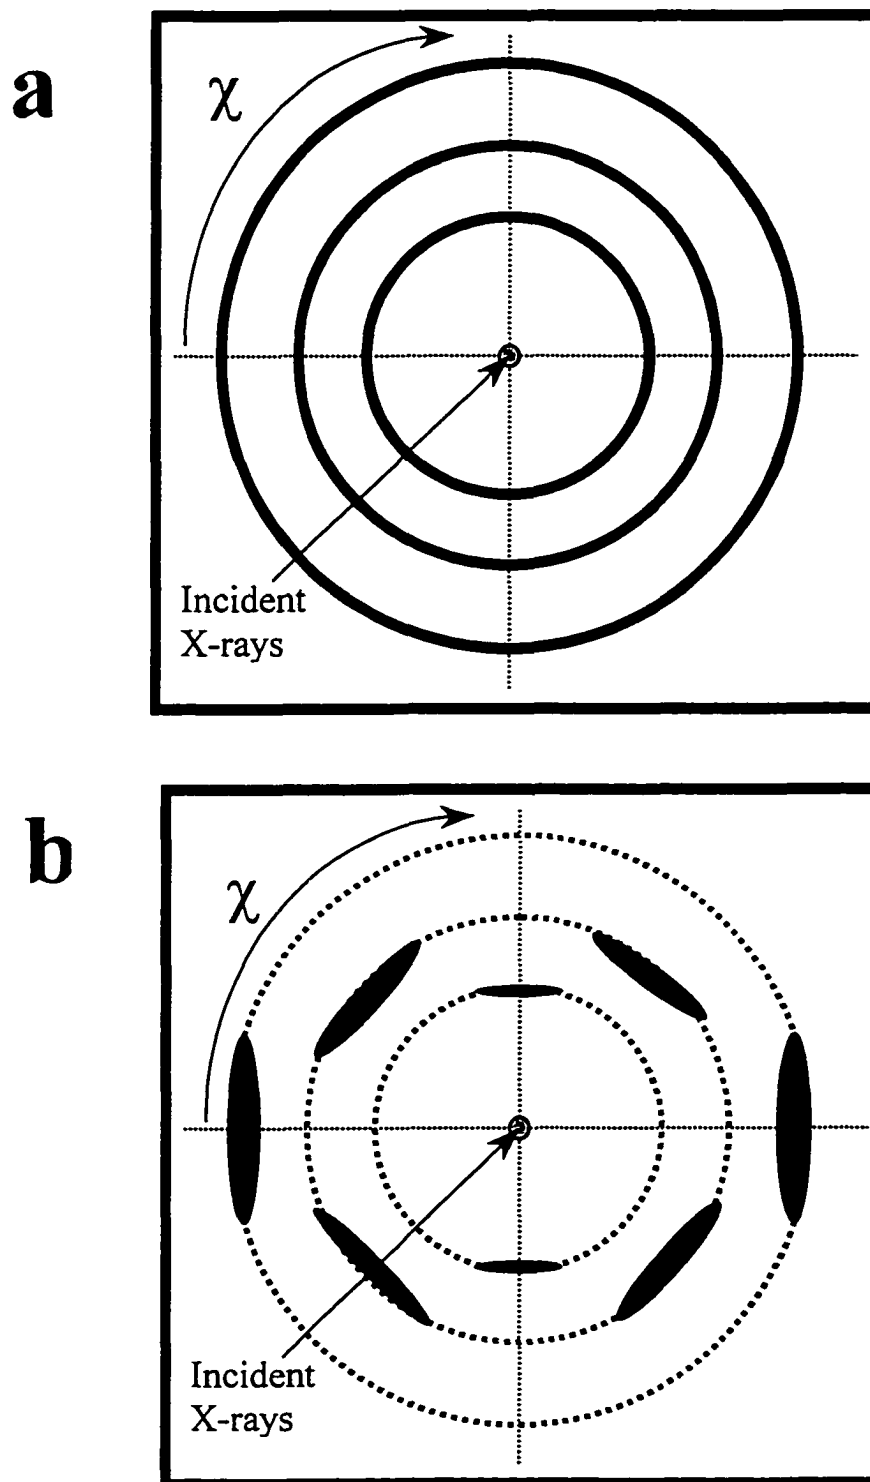 a
χ
Incident
X-rays
b
χ
Incident
X-rays